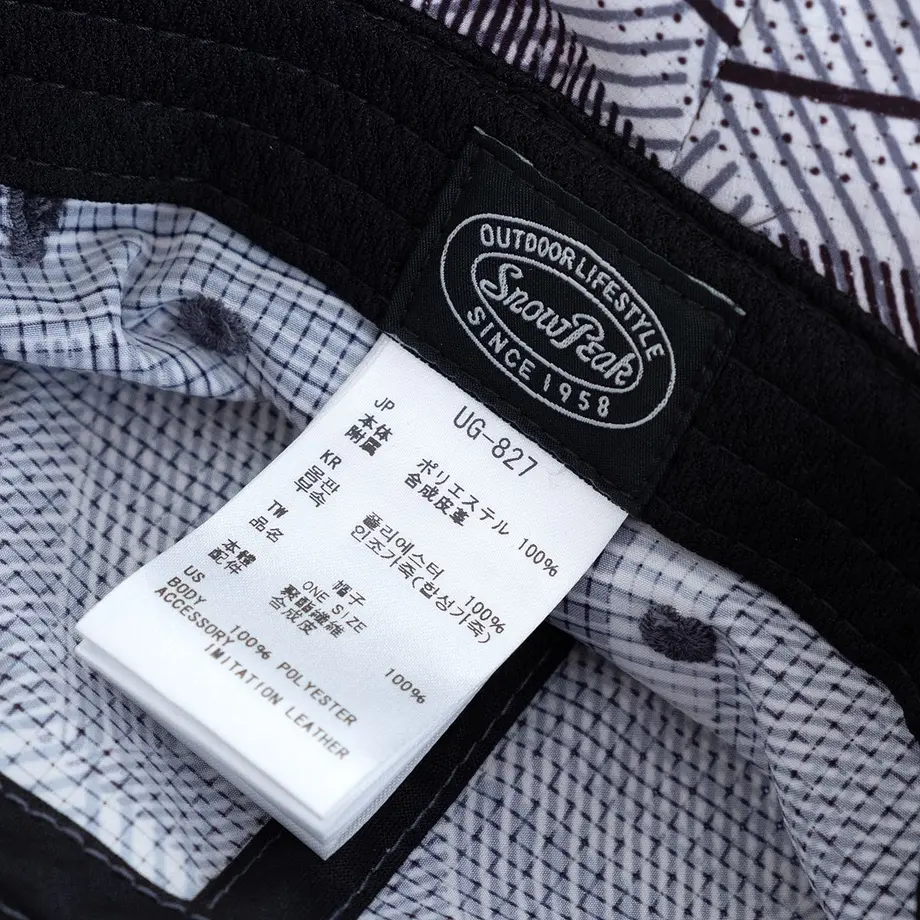 OUTDOOR LIFESTYLE
Snow Peak
SINCE 1958
UG-827
JP
本体 ポリエステル 100%
附属 合成皮革
KR
몸판 폴리에스터 100%
부속 인조가죽(합성가죽)
TW
品名 帽子
ONE SIZE
本體 聚酯纖維 100%
配件 合成皮
US
BODY 100% POLYESTER
ACCESSORY IMITATION LEATHER